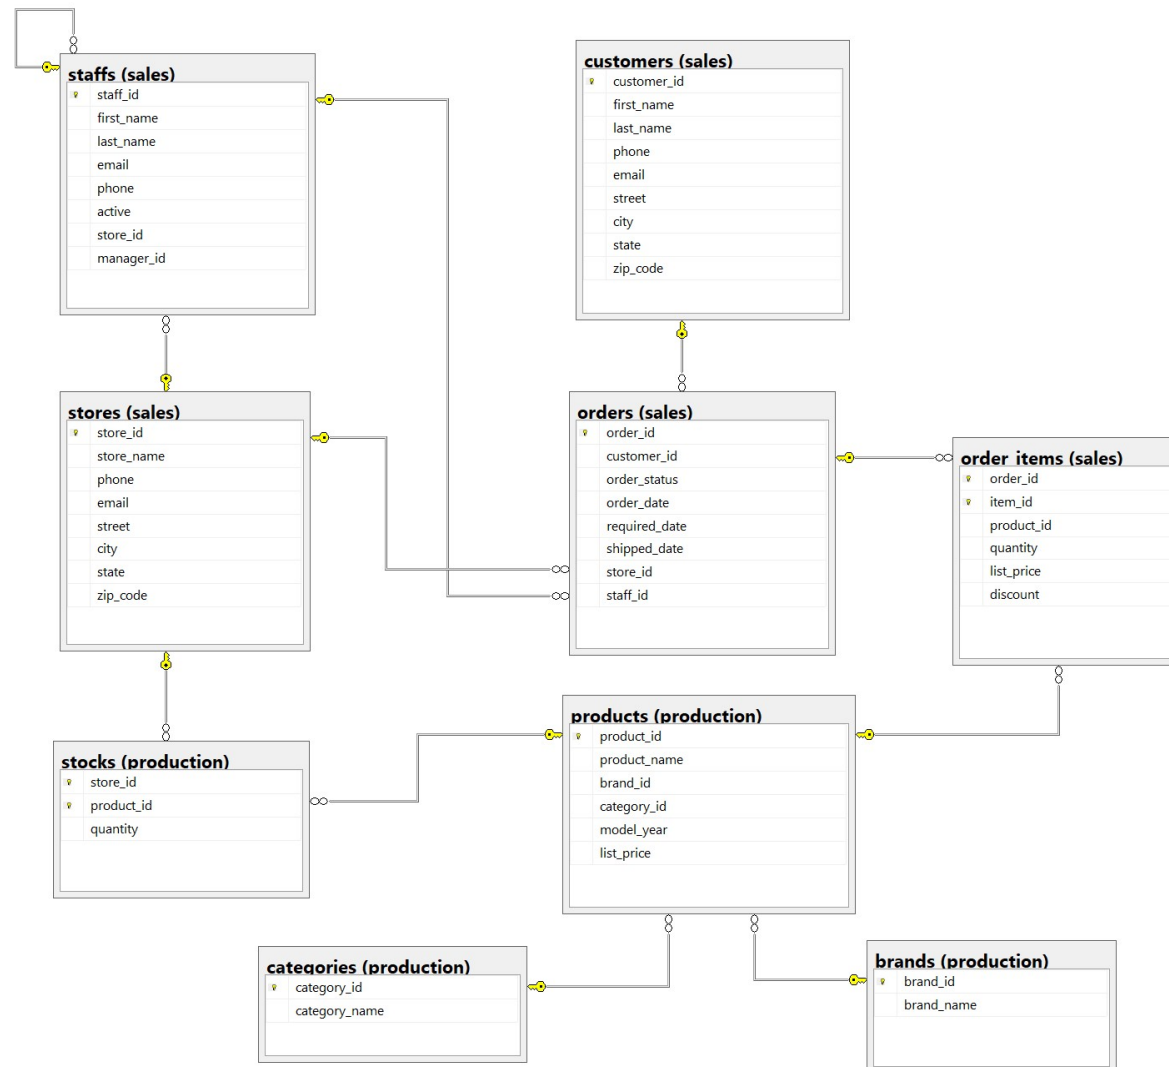 staffs (sales)
staff_id
first_name
last_name
email
phone
active
store_id
manager_id
customers (sales)
customer_id
first_name
last_name
phone
email
street
city
state
zip_code
stores (sales)
store_id
store_name
phone
email
street
city
state
zip_code
orders (sales)
order_id
customer_id
order_status
order_date
required_date
shipped_date
store_id
staff_id
order_items (sales)
order_id
item_id
product_id
quantity
list_price
discount
stocks (production)
store_id
product_id
quantity
products (production)
product_id
product_name
brand_id
category_id
model_year
list_price
categories (production)
category_id
category_name
brands (production)
brand_id
brand_name